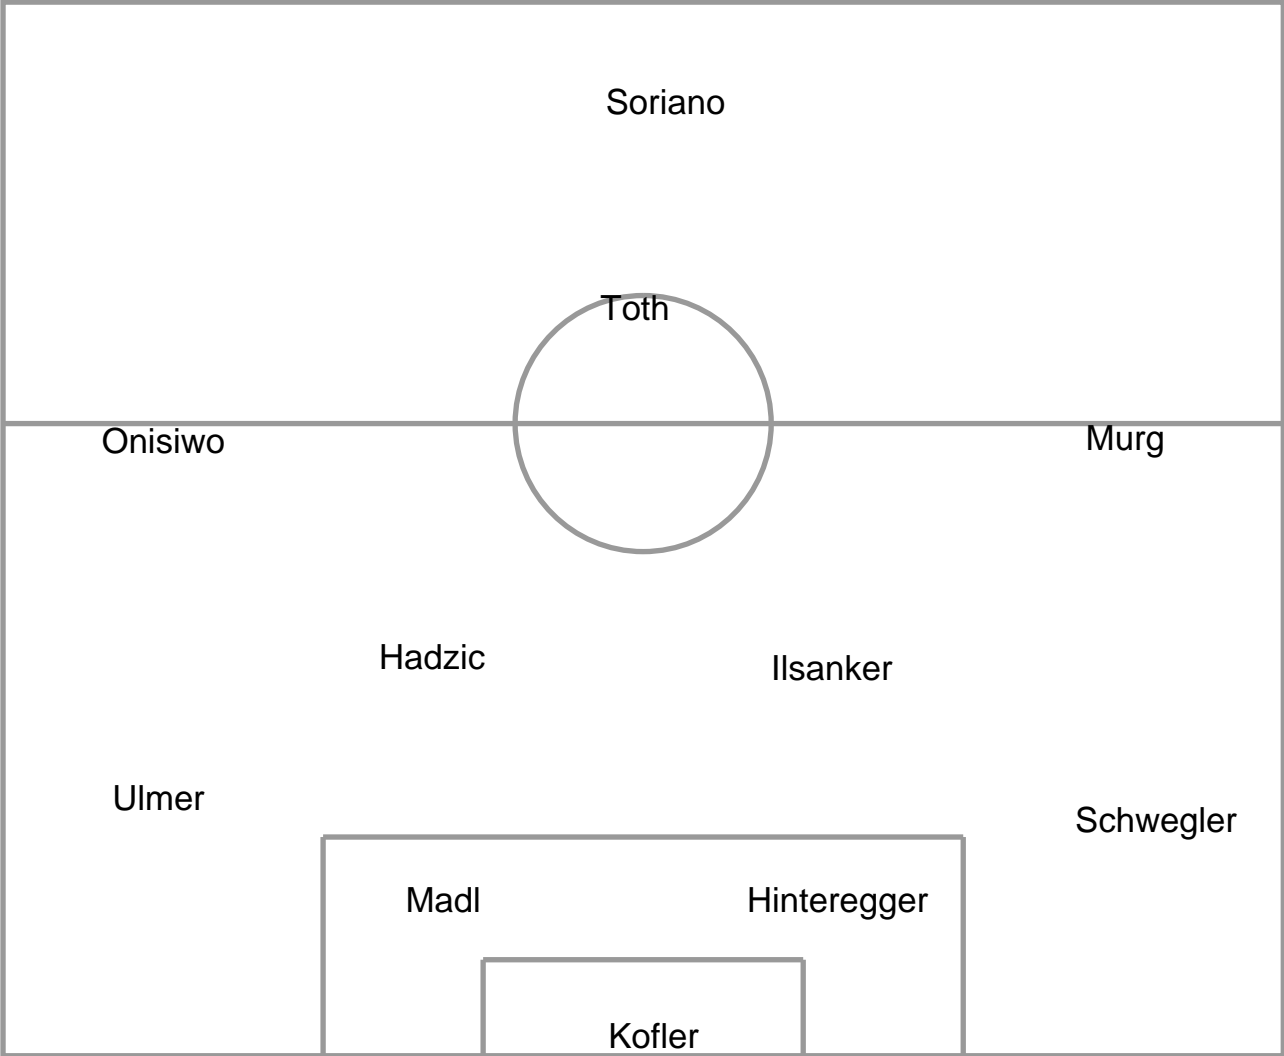 Soriano
Toth
Onisiwo
Murg
Hadzic
Ilsanker
Ulmer
Schwegler
Madl
Hinteregger
Kofler